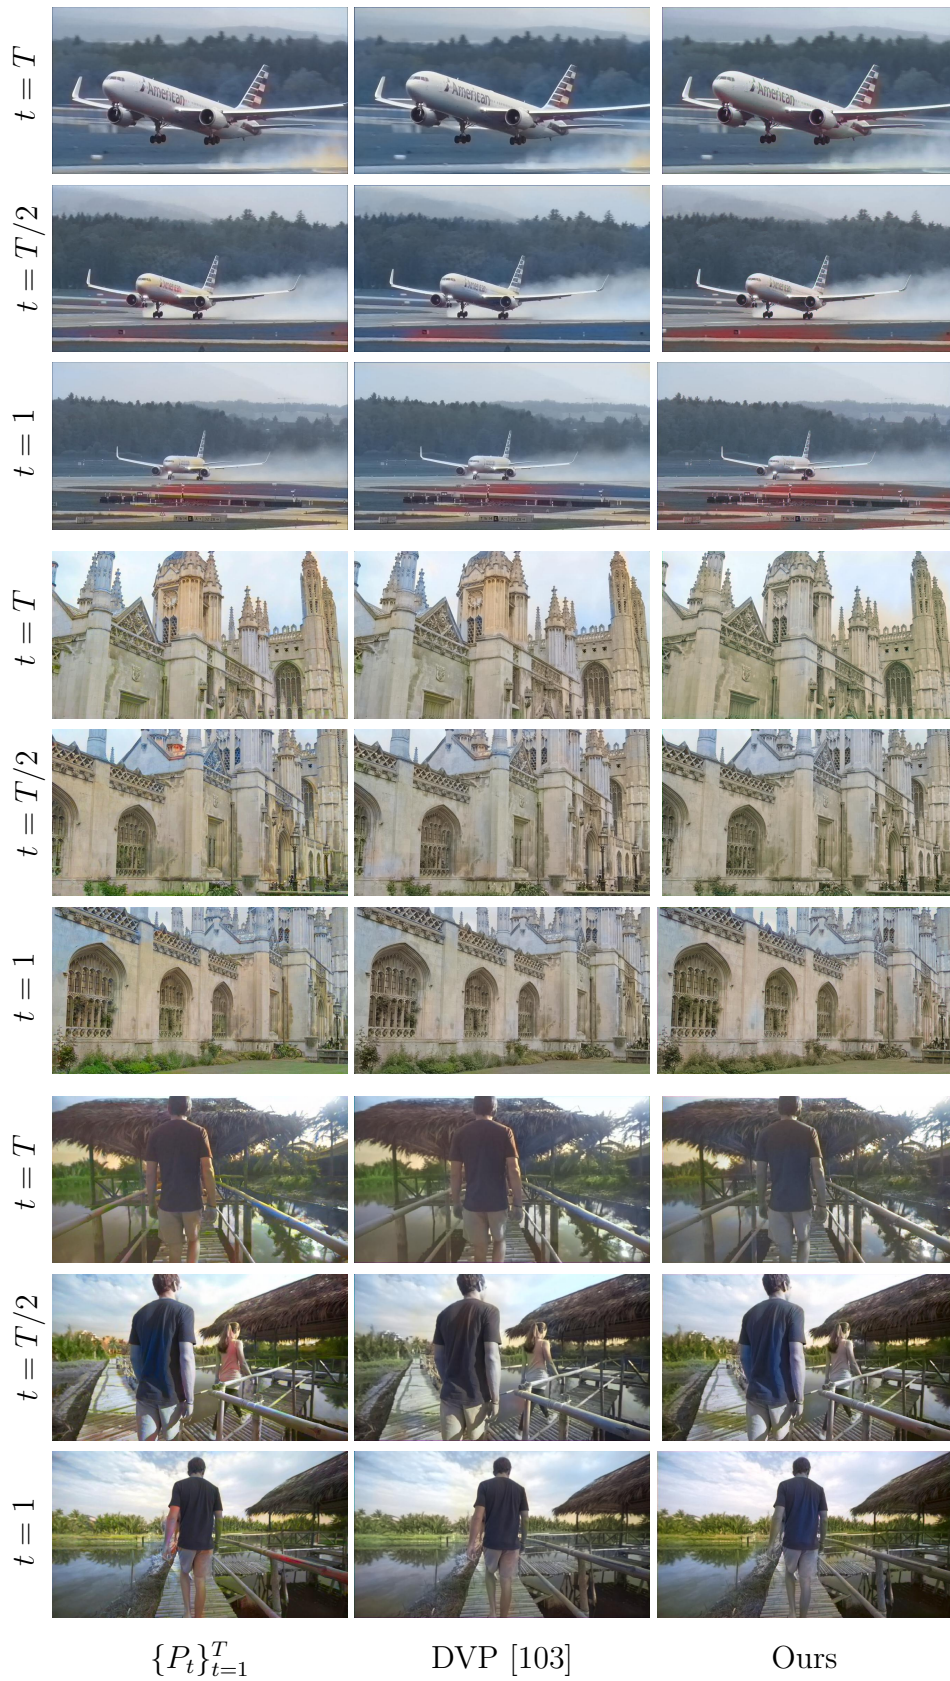 t = T
American
American
American
t = T/2
t = 1
t = T
t = T/2
t = 1
t = T
t = T/2
t = 1
{P_t}_{t=1}^T
DVP [103]
Ours